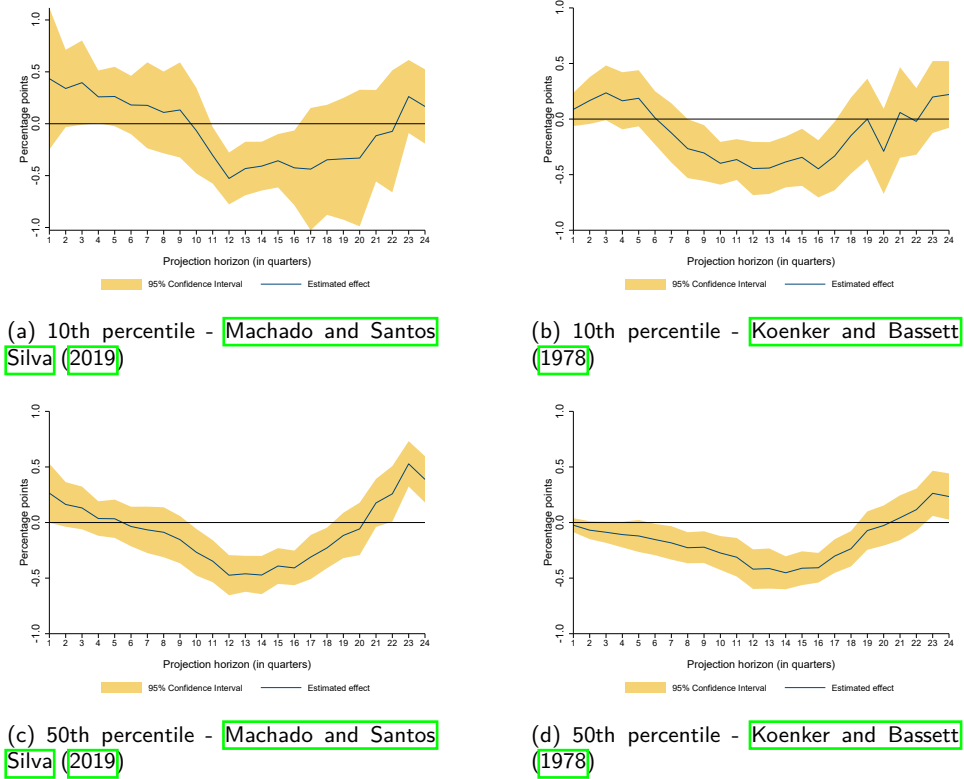 1.0
0.5
0.0
-0.5
-1.0
Percentage points
1 2 3 4 5 6 7 8 9 10 11 12 13 14 15 16 17 18 19 20 21 22 23 24
Projection horizon (in quarters)
95% Confidence Interval Estimated effect
(a) 10th percentile - Machado and Santos
Silva (2019)
1.0
0.5
0.0
-0.5
-1.0
Percentage points
1 2 3 4 5 6 7 8 9 10 11 12 13 14 15 16 17 18 19 20 21 22 23 24
Projection horizon (in quarters)
95% Confidence Interval Estimated effect
(b) 10th percentile - Koenker and Bassett
(1978)
1.0
0.5
0.0
-0.5
-1.0
Percentage points
1 2 3 4 5 6 7 8 9 10 11 12 13 14 15 16 17 18 19 20 21 22 23 24
Projection horizon (in quarters)
95% Confidence Interval Estimated effect
(c) 50th percentile - Machado and Santos
Silva (2019)
1.0
0.5
0.0
-0.5
-1.0
Percentage points
1 2 3 4 5 6 7 8 9 10 11 12 13 14 15 16 17 18 19 20 21 22 23 24
Projection horizon (in quarters)
95% Confidence Interval Estimated effect
(d) 50th percentile - Koenker and Bassett
(1978)